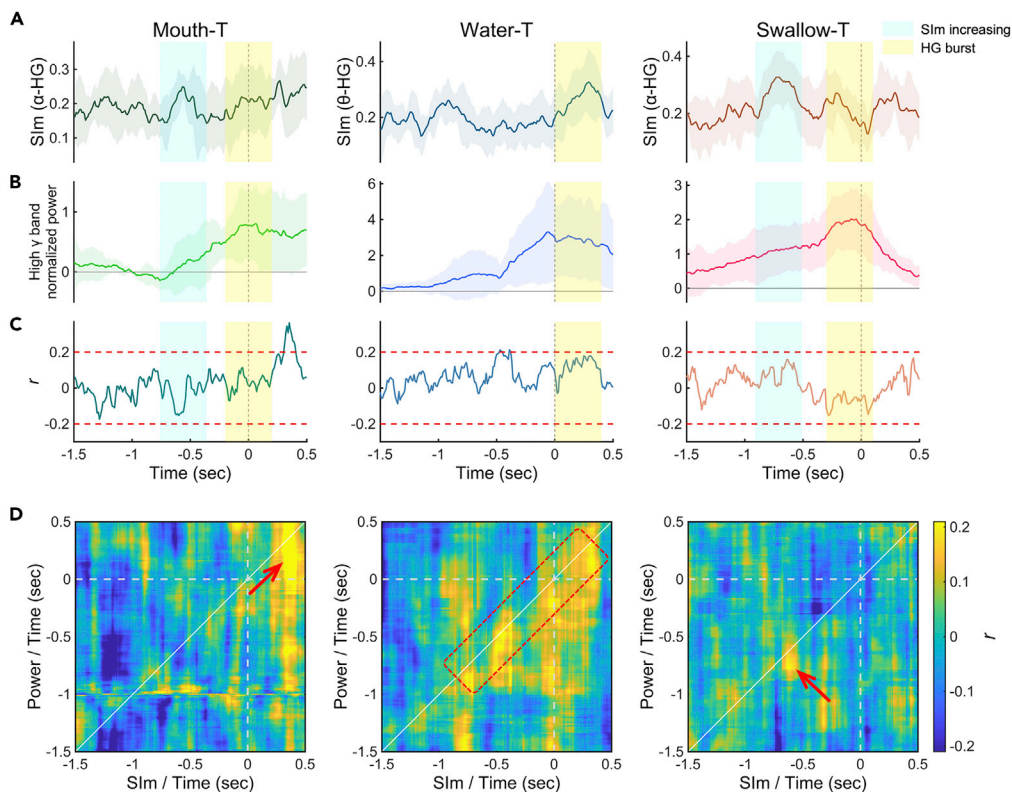 A
Mouth-T
Water-T
Swallow-T
SIm increasing
HG burst
SIm (α-HG)
0.3
0.2
0.1
SIm (θ-HG)
0.4
0.2
SIm (α-HG)
0.4
0.2
B
High γ band
normalized power
1
0
6
4
2
0
3
2
1
0
C
r
0.2
0
-0.2
0.2
0
-0.2
0.2
0
-0.2
-1.5 -1 -0.5 0 0.5
-1.5 -1 -0.5 0 0.5
-1.5 -1 -0.5 0 0.5
Time (sec)
Time (sec)
Time (sec)
D
Power / Time (sec)
0.5
0
-0.5
-1
-1.5
Power / Time (sec)
0.5
0
-0.5
-1
-1.5
Power / Time (sec)
0.5
0
-0.5
-1
-1.5
0.2
0.1
0
-0.1
-0.2
r
-1.5 -1 -0.5 0 0.5
-1.5 -1 -0.5 0 0.5
-1.5 -1 -0.5 0 0.5
SIm / Time (sec)
SIm / Time (sec)
SIm / Time (sec)